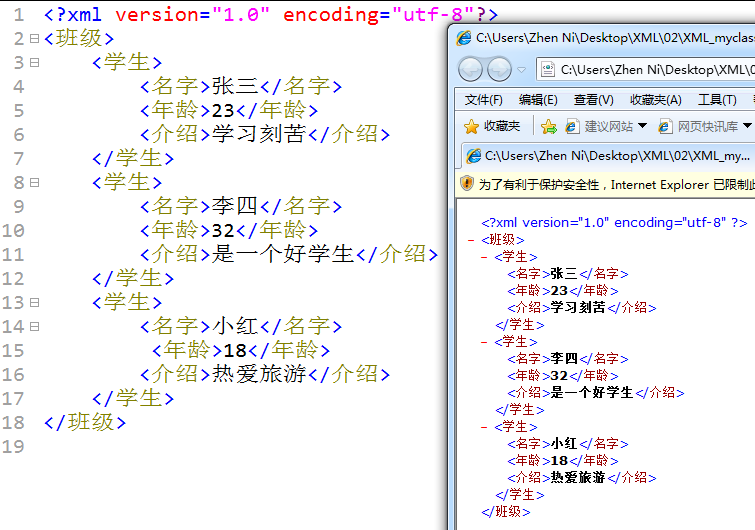 1 <?xml version="1.0" encoding="utf-8"?>
2 <班级>
3 <学生>
4 <名字>张三</名字>
5 <年龄>23</年龄>
6 <介绍>学习刻苦</介绍>
7 </学生>
8 <学生>
9 <名字>李四</名字>
10 <年龄>32</年龄>
11 <介绍>是一个好学生</介绍>
12 </学生>
13 <学生>
14 <名字>小红</名字>
15 <年龄>18</年龄>
16 <介绍>热爱旅游</介绍>
17 </学生>
18 </班级>
19
C:\Users\Zhen Ni\Desktop\XML\02\XML_myclass
C:\Users\Zhen Ni\Desktop\XML\02
文件(F) 编辑(E) 查看(V) 收藏夹(A) 工具(T)
收藏夹 建议网站 网页快讯库
C:\Users\Zhen Ni\Desktop\XML\02\XML_my...
为了有利于保护安全性，Internet Explorer 已限制
<?xml version="1.0" encoding="utf-8" ?>
- <班级>
- <学生>
<名字>张三</名字>
<年龄>23</年龄>
<介绍>学习刻苦</介绍>
</学生>
- <学生>
<名字>李四</名字>
<年龄>32</年龄>
<介绍>是一个好学生</介绍>
</学生>
- <学生>
<名字>小红</名字>
<年龄>18</年龄>
<介绍>热爱旅游</介绍>
</学生>
</班级>